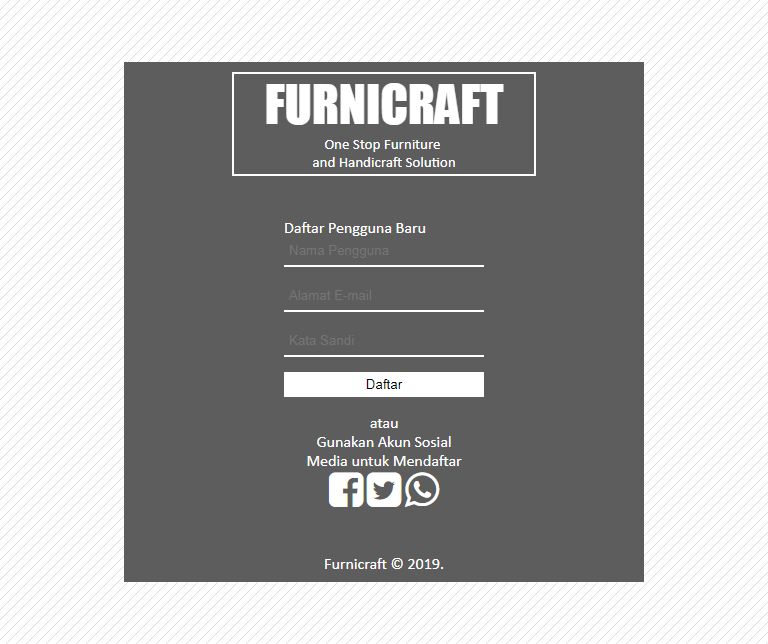 FURNICRAFT
One Stop Furniture
and Handicraft Solution
Daftar Pengguna Baru
Nama Pengguna
Alamat E-mail
Kata Sandi
Daftar
atau
Gunakan Akun Sosial
Media untuk Mendaftar
Furnicraft © 2019.